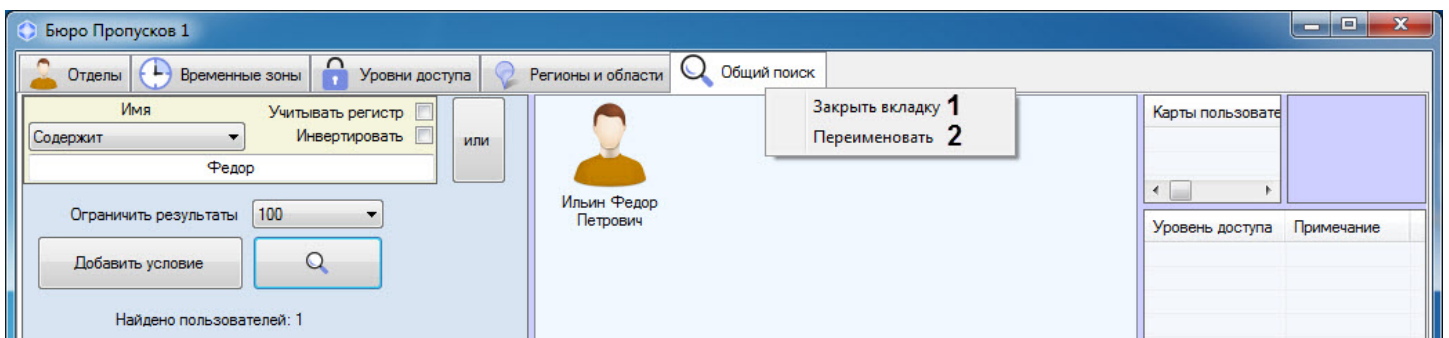 Бюро Пропусков 1
Отделы
Временные зоны
Уровни доступа
Регионы и области
Общий поиск
Имя
Учитывать регистр
Содержит
Инвертировать
или
Федор
Ограничить результаты
100
Добавить условие
Найдено пользователей: 1
Ильин Федор
Петрович
Закрыть вкладку 1
Переименовать 2
Карты пользовате
Уровень доступа
Примечание